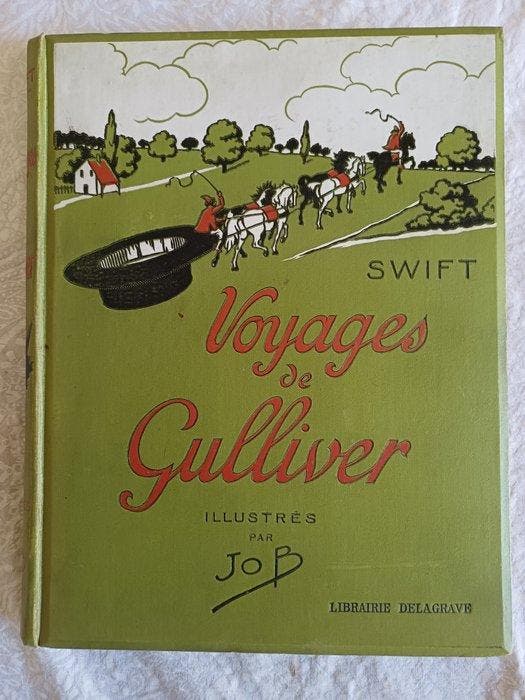 SWIFT
Voyages
de
Gulliver
ILLUSTRÉS
PAR
JOB
LIBRAIRIE DELAGRAVE